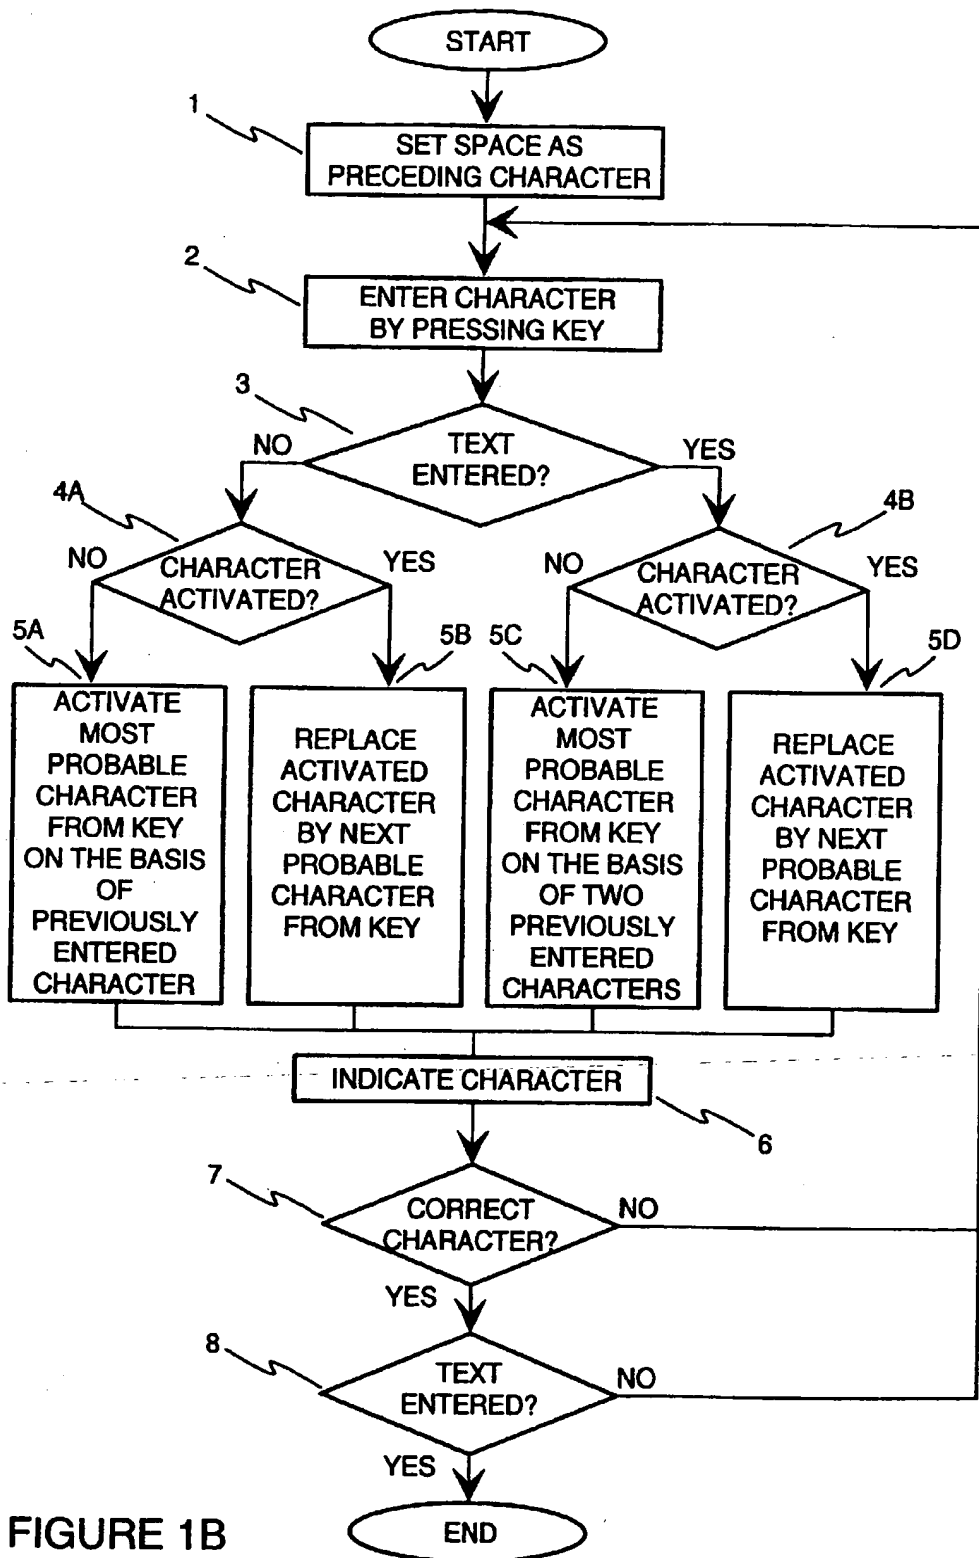 START
1
SET SPACE AS
PRECEDING CHARACTER
2
ENTER CHARACTER
BY PRESSING KEY
3
TEXT
ENTERED?
NO
YES
4A
CHARACTER
ACTIVATED?
NO
YES
4B
CHARACTER
ACTIVATED?
NO
YES
5A
ACTIVATE
MOST
PROBABLE
CHARACTER
FROM KEY
ON THE BASIS
OF
PREVIOUSLY
ENTERED
CHARACTER
5B
REPLACE
ACTIVATED
CHARACTER
BY NEXT
PROBABLE
CHARACTER
FROM KEY
5C
ACTIVATE
MOST
PROBABLE
CHARACTER
FROM KEY
ON THE BASIS
OF TWO
PREVIOUSLY
ENTERED
CHARACTERS
5D
REPLACE
ACTIVATED
CHARACTER
BY NEXT
PROBABLE
CHARACTER
FROM KEY
INDICATE CHARACTER
6
7
CORRECT
CHARACTER?
NO
YES
8
TEXT
ENTERED?
NO
YES
END
FIGURE 1B